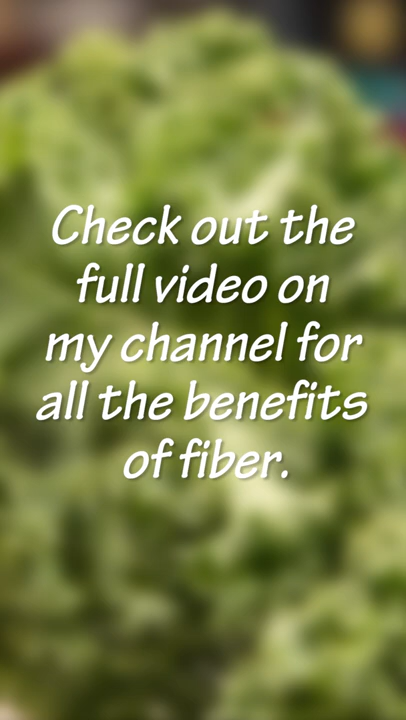 Check out the
full video on
my channel for
all the benefits
of fiber.